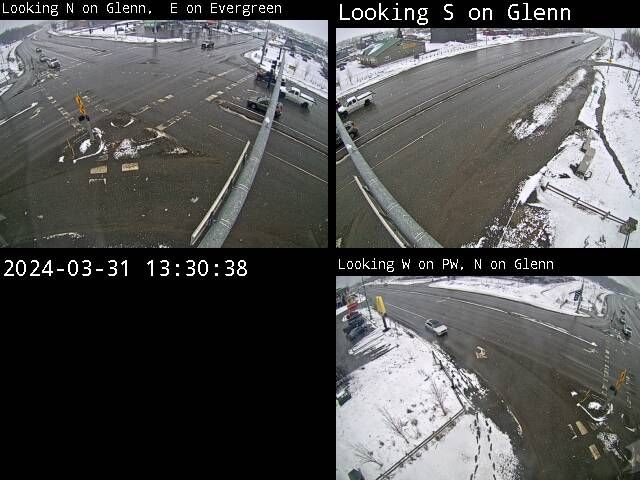 Looking N on Glenn,  E on Evergreen
Looking S on Glenn
2024-03-31 13:30:38
Looking W on PW, N on Glenn